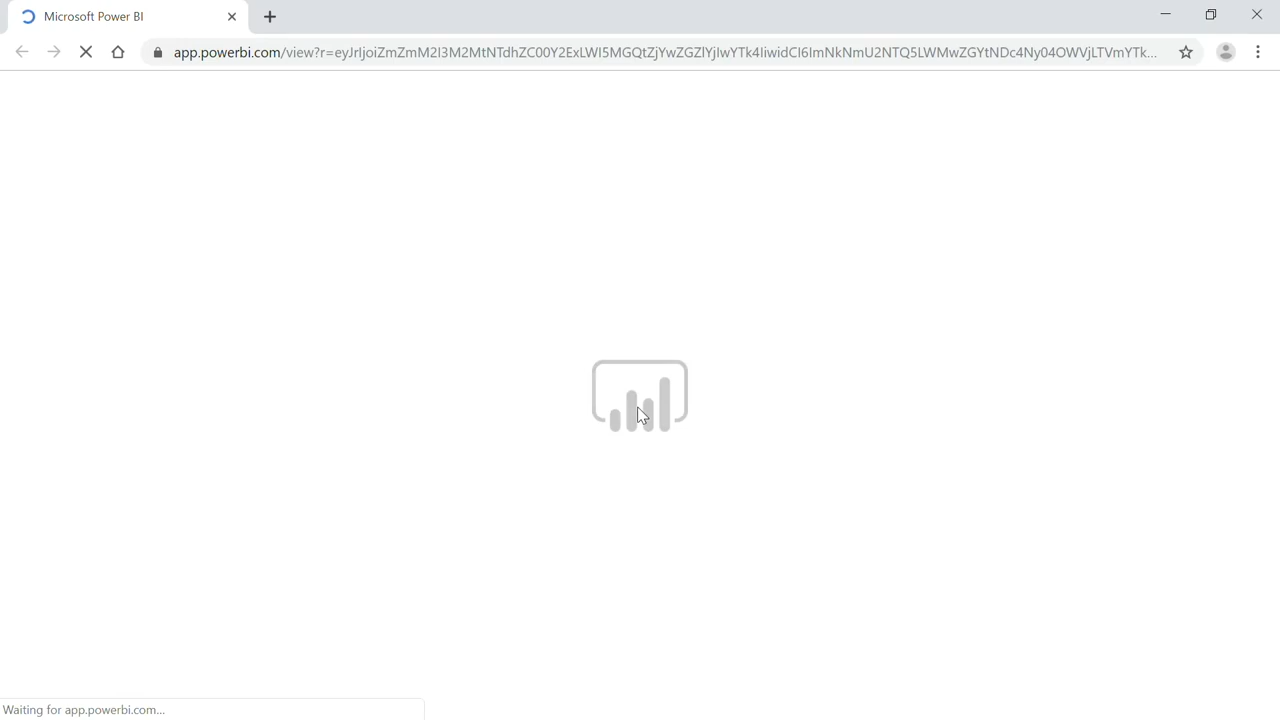 Microsoft Power BI
app.powerbi.com/view?r=eyJrIjoiZmZmM2I3M2MtNTdhZC00Y2ExLWI5MGQtZjYwZGZlYjIwYTk4IiwidCI6ImNkNmU2NTQ5LWMwZGYtNDc4Ny04OWVjLTVmYTk...
Waiting for app.powerbi.com...